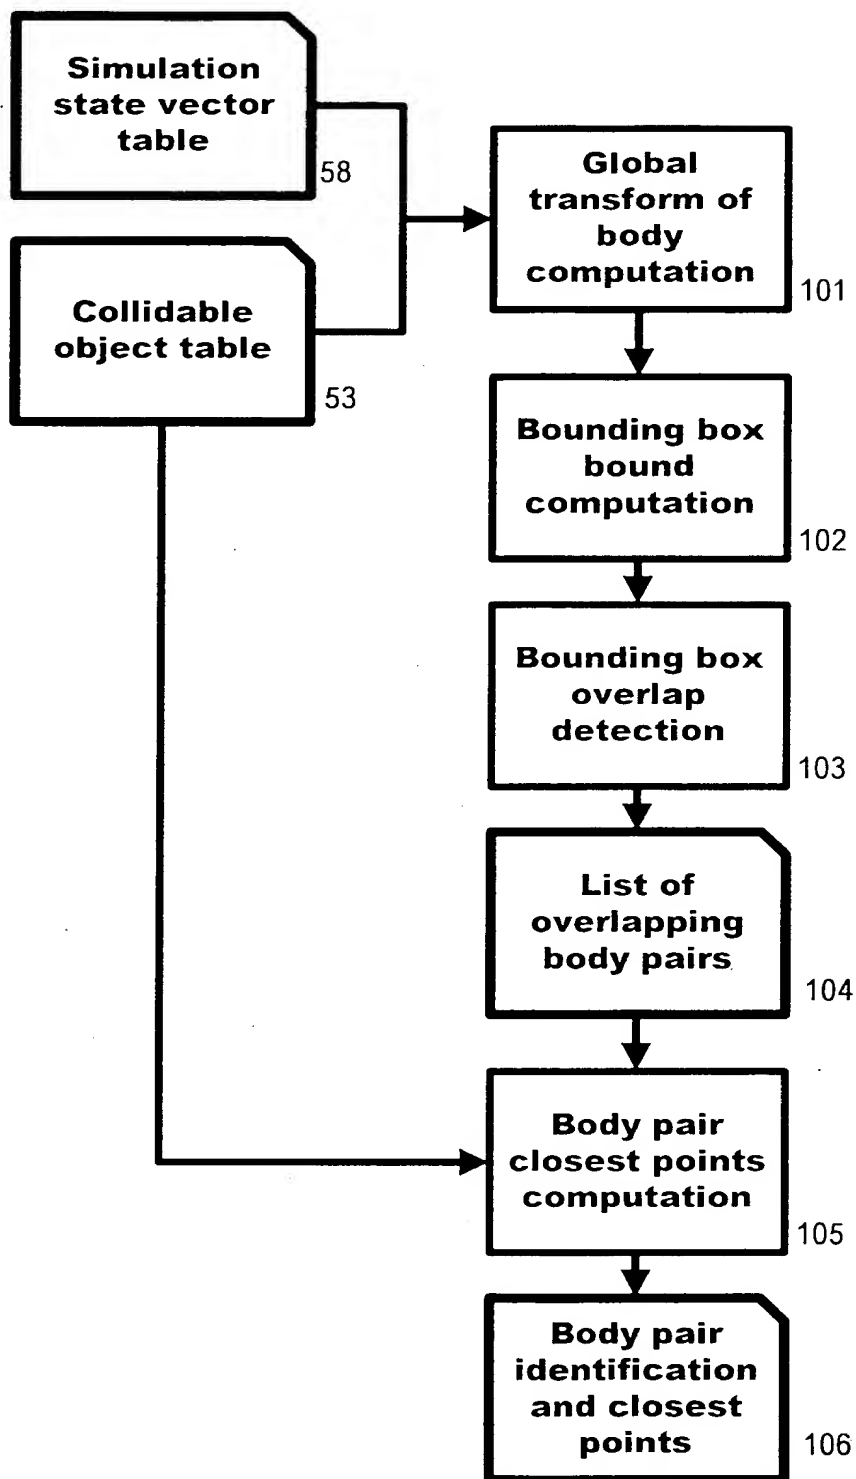 Simulation
state vector
table
58
Collidable
object table
53
Global
transform of
body
computation
101
Bounding box
bound
computation
102
Bounding box
overlap
detection
103
List of
overlapping
body pairs
104
Body pair
closest points
computation
105
Body pair
identification
and closest
points
106